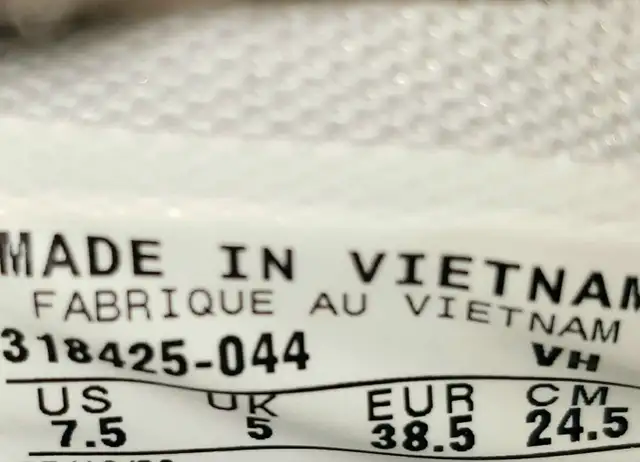 MADE IN VIETNAM
FABRIQUE AU VIETNAM
318425-044 VH
US UK EUR CM
7.5 5 38.5 24.5